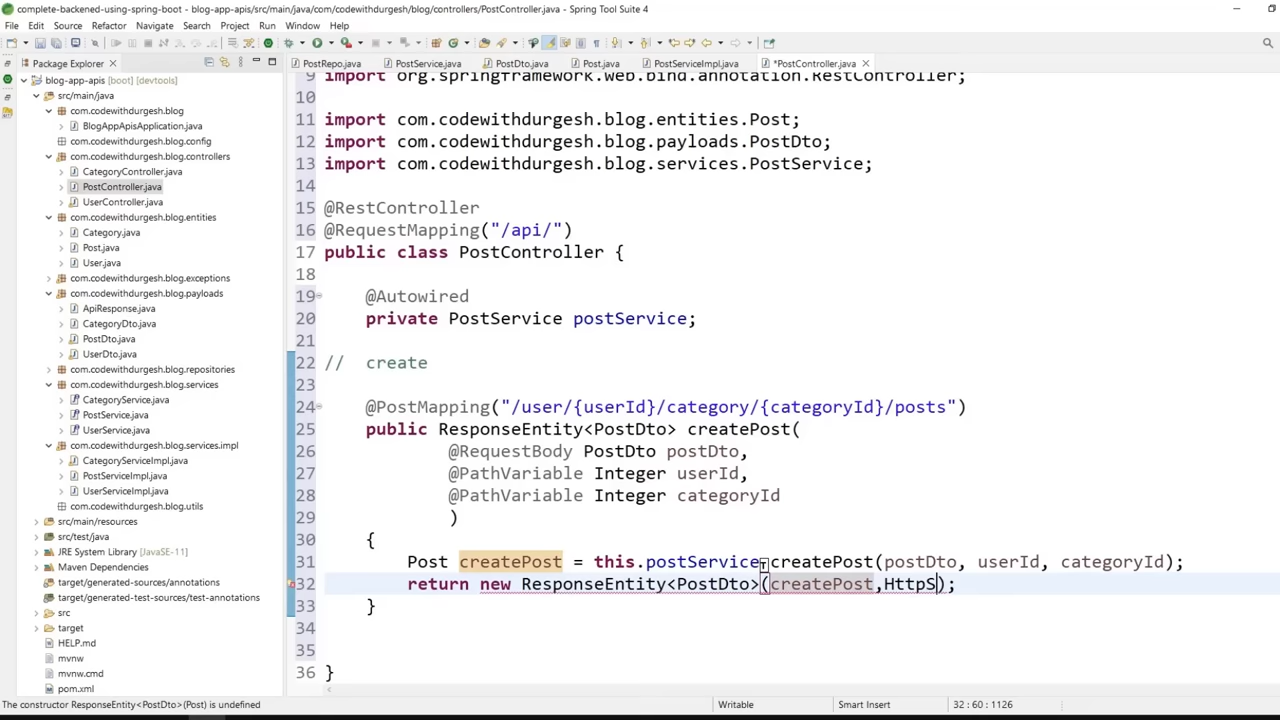 complete-backened-using-spring-boot - blog-app-apis/src/main/java/com/codewithdurgesh/blog/controllers/PostController.java - Spring Tool Suite 4
File Edit Source Refactor Navigate Search Project Run Window Help
Package Explorer
PostRepo.java PostService.java PostDto.java Post.java PostServiceImpl.java *PostController.java
blog-app-apis [boot] [devtools]
src/main/java
com.codewithdurgesh.blog
BlogAppApisApplication.java
com.codewithdurgesh.blog.config
com.codewithdurgesh.blog.controllers
CategoryController.java
PostController.java
UserController.java
com.codewithdurgesh.blog.entities
Category.java
Post.java
User.java
com.codewithdurgesh.blog.exceptions
com.codewithdurgesh.blog.payloads
ApiResponse.java
CategoryDto.java
PostDto.java
UserDto.java
com.codewithdurgesh.blog.repositories
com.codewithdurgesh.blog.services
CategoryService.java
PostService.java
UserService.java
com.codewithdurgesh.blog.services.impl
CategoryServiceImpl.java
PostServiceImpl.java
UserServiceImpl.java
com.codewithdurgesh.blog.utils
src/main/resources
src/test/java
JRE System Library [JavaSE-11]
Maven Dependencies
target/generated-sources/annotations
target/generated-test-sources/test-annotations
src
target
HELP.md
mvnw
mvnw.cmd
pom.xml
9 import org.springframework.web.bind.annotation.RestController;
10
11 import com.codewithdurgesh.blog.entities.Post;
12 import com.codewithdurgesh.blog.payloads.PostDto;
13 import com.codewithdurgesh.blog.services.PostService;
14
15 @RestController
16 @RequestMapping("/api/")
17 public class PostController {
18
19 @Autowired
20 private PostService postService;
21
22 // create
23
24 @PostMapping("/user/{userId}/category/{categoryId}/posts")
25 public ResponseEntity<PostDto> createPost(
26 @RequestBody PostDto postDto,
27 @PathVariable Integer userId,
28 @PathVariable Integer categoryId
29 )
30 {
31 Post createPost = this.postService.createPost(postDto, userId, categoryId);
32 return new ResponseEntity<PostDto>(createPost,HttpS);
33 }
34
35
36 }
The constructor ResponseEntity<PostDto>(Post) is undefined
Writable
Smart Insert
32 : 60 : 1126